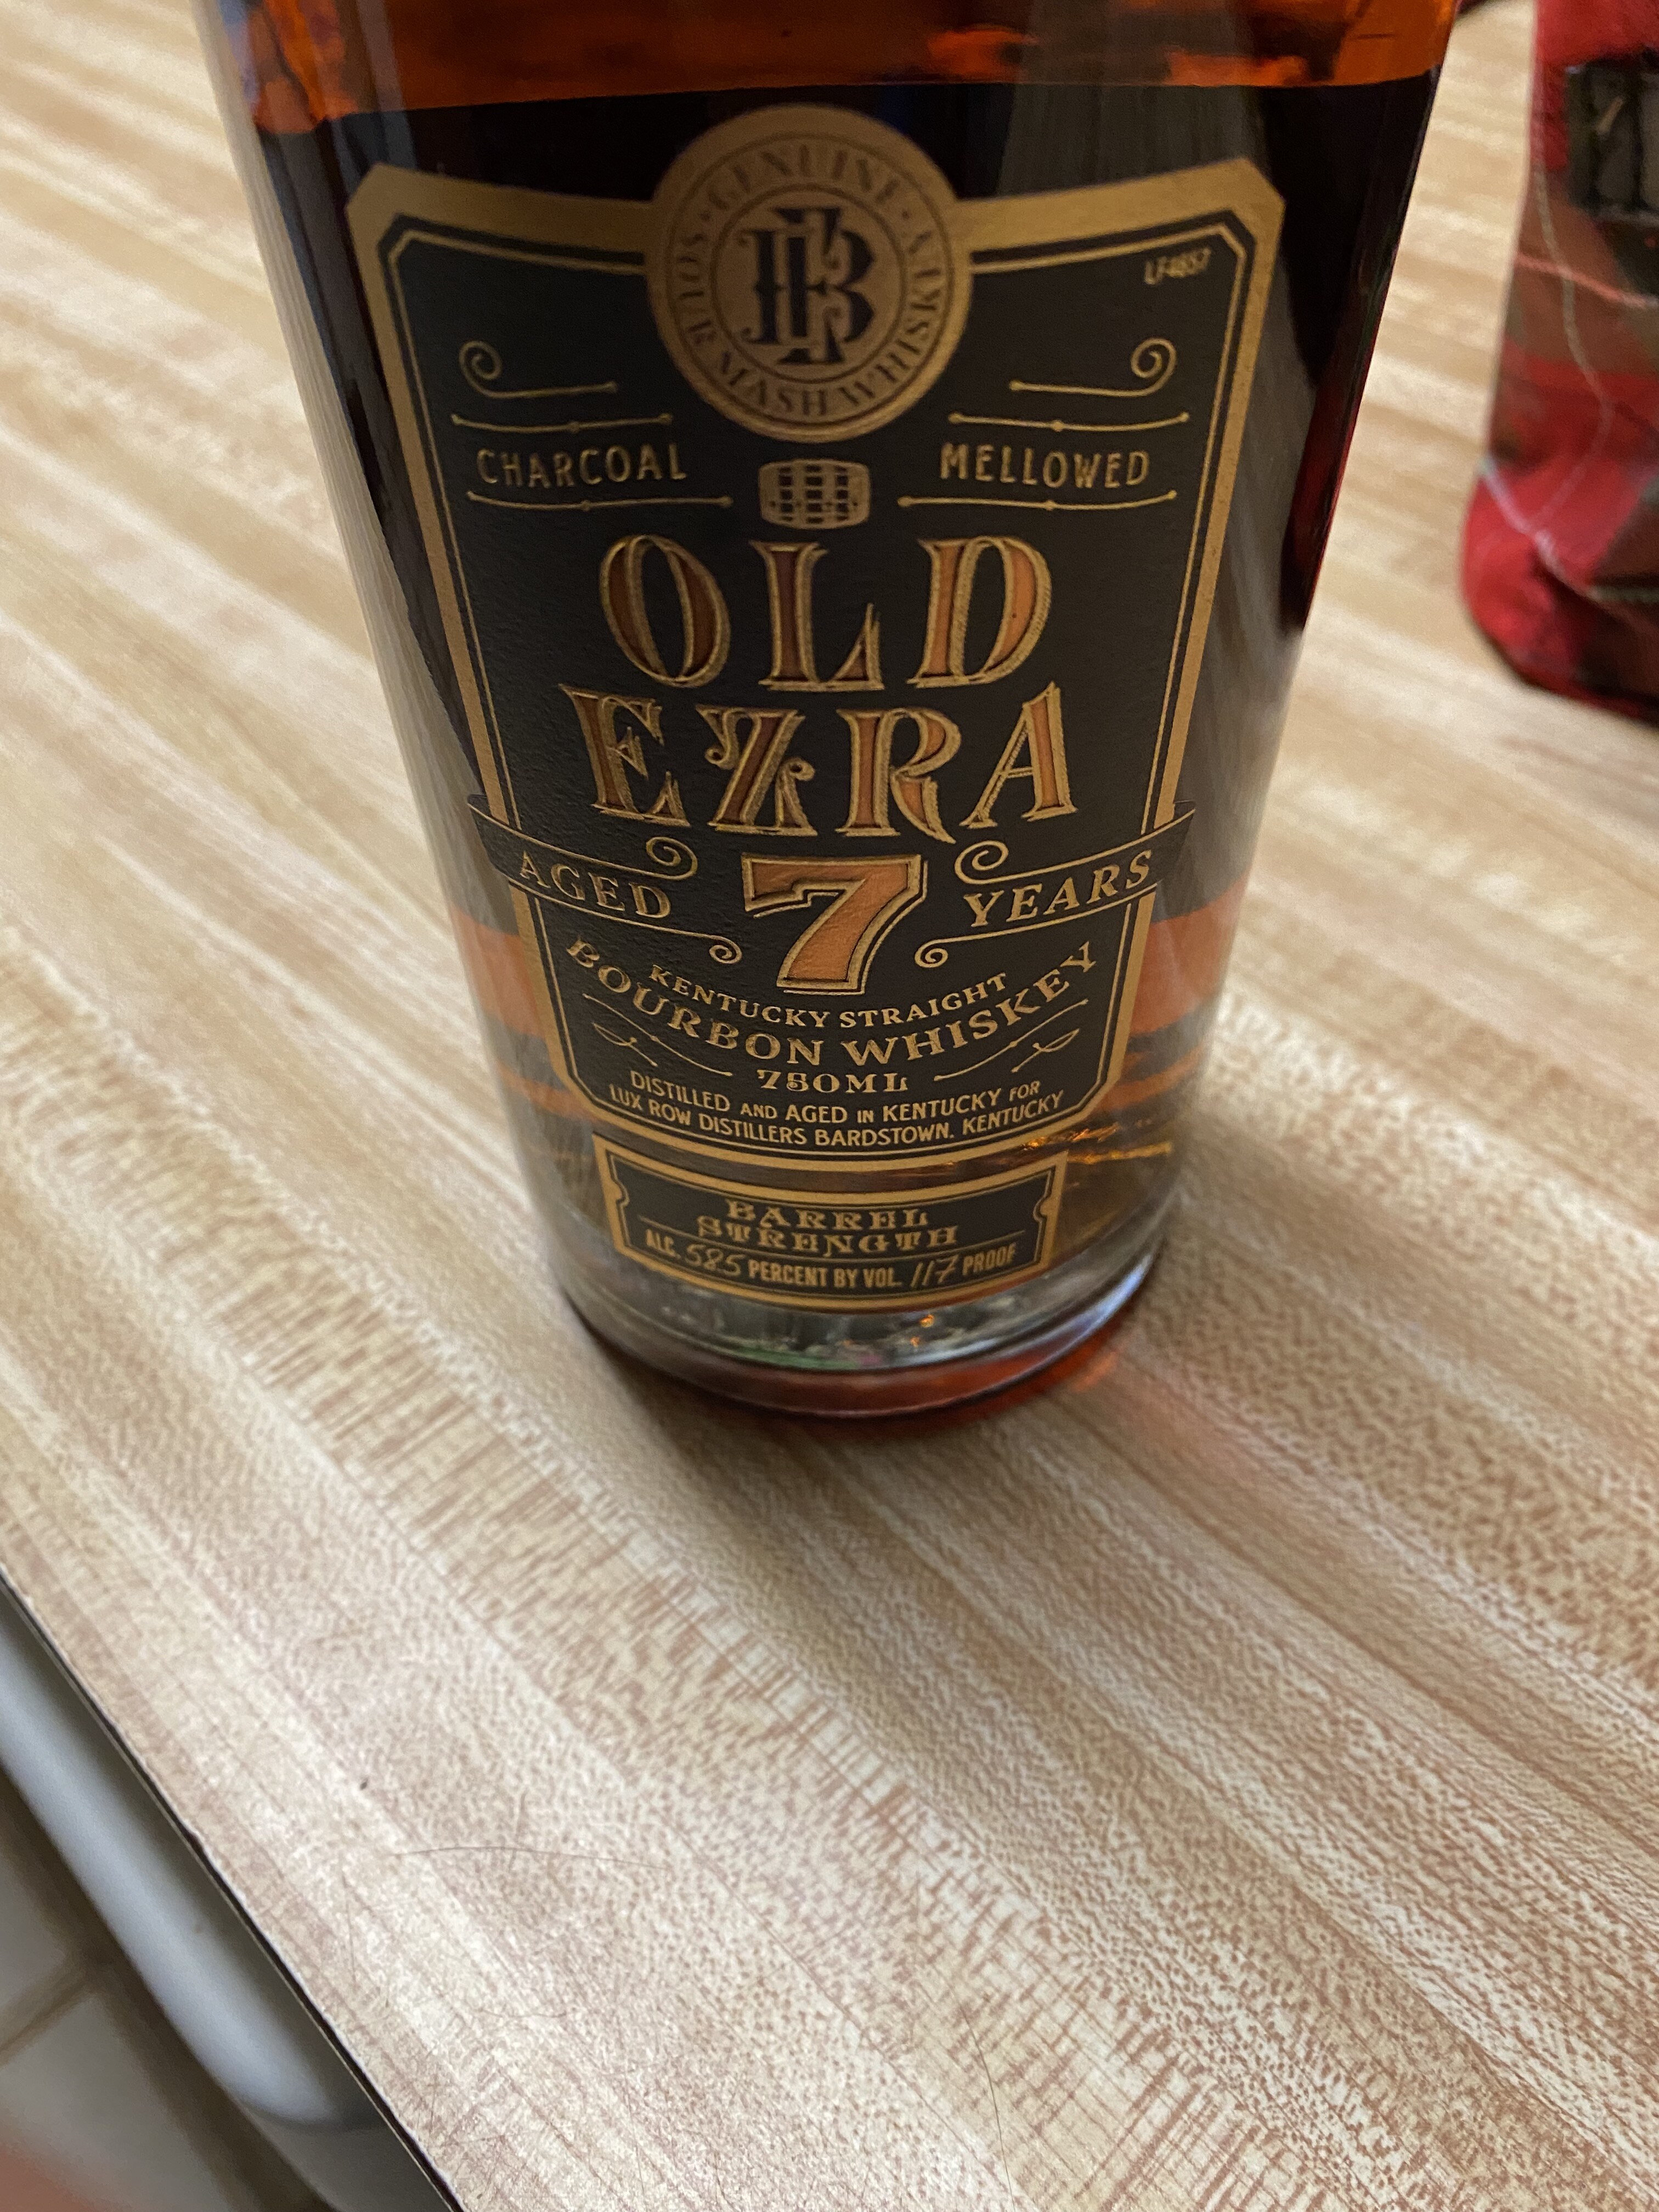 GENUINE
SOUR MASH WHISKY
EB
LF4657
CHARCOAL MELLOWED
OLD
EZRA
AGED 7 YEARS
KENTUCKY STRAIGHT
BOURBON WHISKEY
750ML
DISTILLED AND AGED IN KENTUCKY FOR
LUX ROW DISTILLERS BARDSTOWN, KENTUCKY
BARREL
STRENGTH
ALC. 58.5 PERCENT BY VOL. 117 PROOF